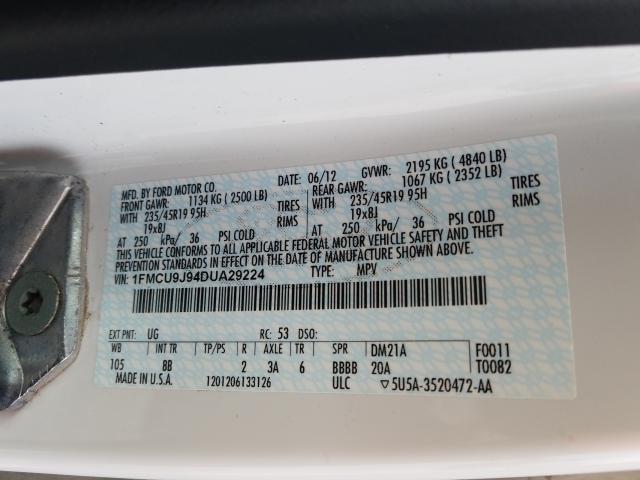 MFD. BY FORD MOTOR CO. DATE: 06/12 GVWR: 2195 KG ( 4840 LB)
FRONT GAWR: 1134 KG ( 2500 LB) REAR GAWR: 1067 KG ( 2352 LB)
WITH 235/45R19 95H TIRES WITH 235/45R19 95H TIRES
19x8J RIMS 19x8J RIMS
AT 250 kPa/ 36 PSI COLD AT 250 kPa/ 36 PSI COLD
THIS VEHICLE CONFORMS TO ALL APPLICABLE FEDERAL MOTOR VEHICLE SAFETY AND THEFT
PREVENTION STANDARDS IN EFFECT ON THE DATE OF MANUFACTURE SHOWN ABOVE.
VIN: 1FMCU9J94DUA29224 TYPE: MPV
EXT PNT: UG RC: 53 DSO:
WB INT TR TP/PS R AXLE TR SPR DM21A F0011
105 8B 2 3A 6 BBBB 20A T0082
MADE IN U.S.A. 1201206133126 ULC ▽5U5A-3520472-AA